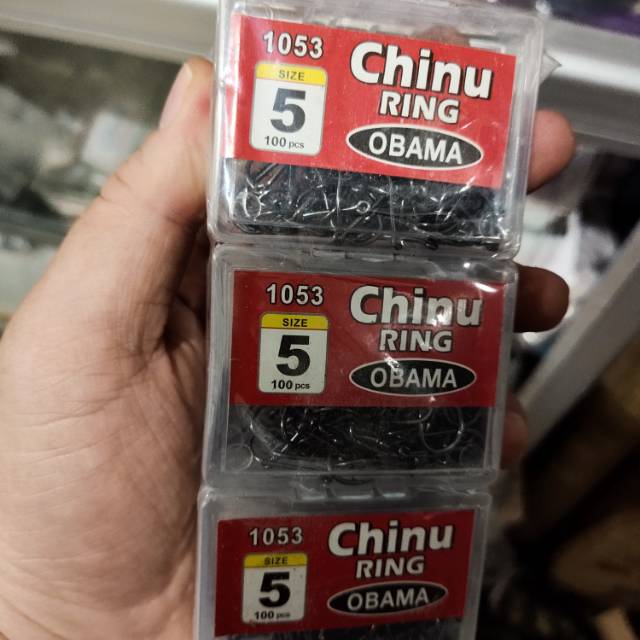 1053
SIZE
5
100 pcs
Chinu
RING
OBAMA
1053
SIZE
5
100 pcs
Chinu
RING
OBAMA
1053
SIZE
5
100 pcs
Chinu
RING
OBAMA